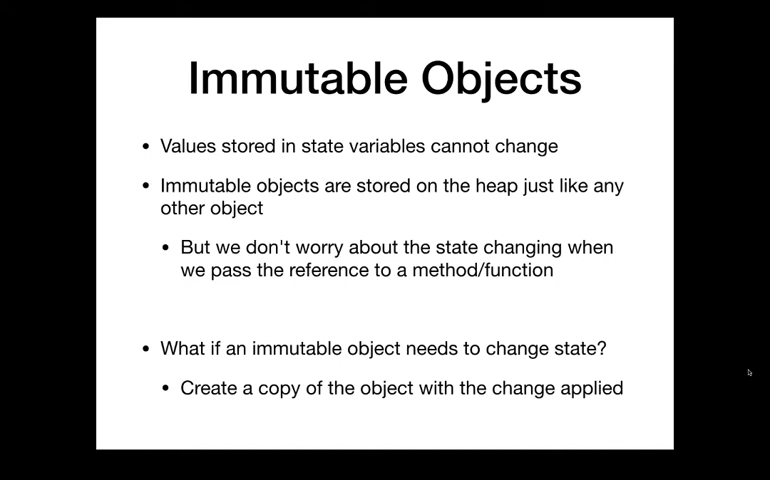 Immutable Objects
• Values stored in state variables cannot change
• Immutable objects are stored on the heap just like any
other object
• But we don't worry about the state changing when
we pass the reference to a method/function
• What if an immutable object needs to change state?
• Create a copy of the object with the change applied